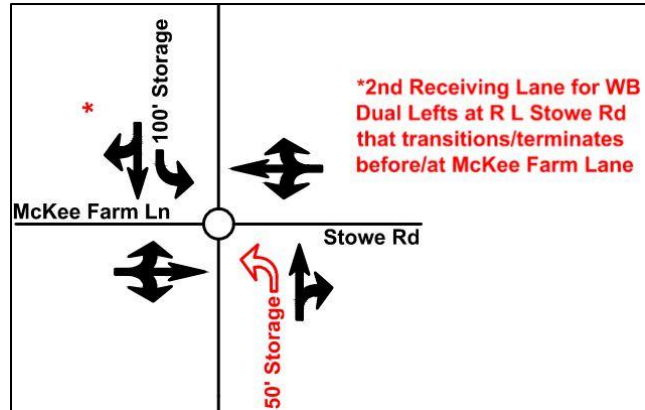 100' Storage
*
*2nd Receiving Lane for WB
Dual Lefts at R L Stowe Rd
that transitions/terminates
before/at McKee Farm Lane
McKee Farm Ln
Stowe Rd
50' Storage